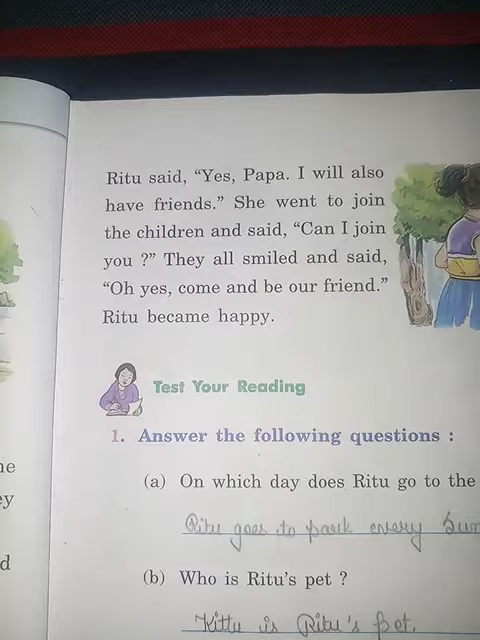 Ritu said, "Yes, Papa. I will also
have friends." She went to join
the children and said, "Can I join
you ?" They all smiled and said,
"Oh yes, come and be our friend."
Ritu became happy.
Test Your Reading
1. Answer the following questions :
(a) On which day does Ritu go to the
Ritu goes to park every Sun
(b) Who is Ritu's pet ?
Kittu is Ritu's pet.